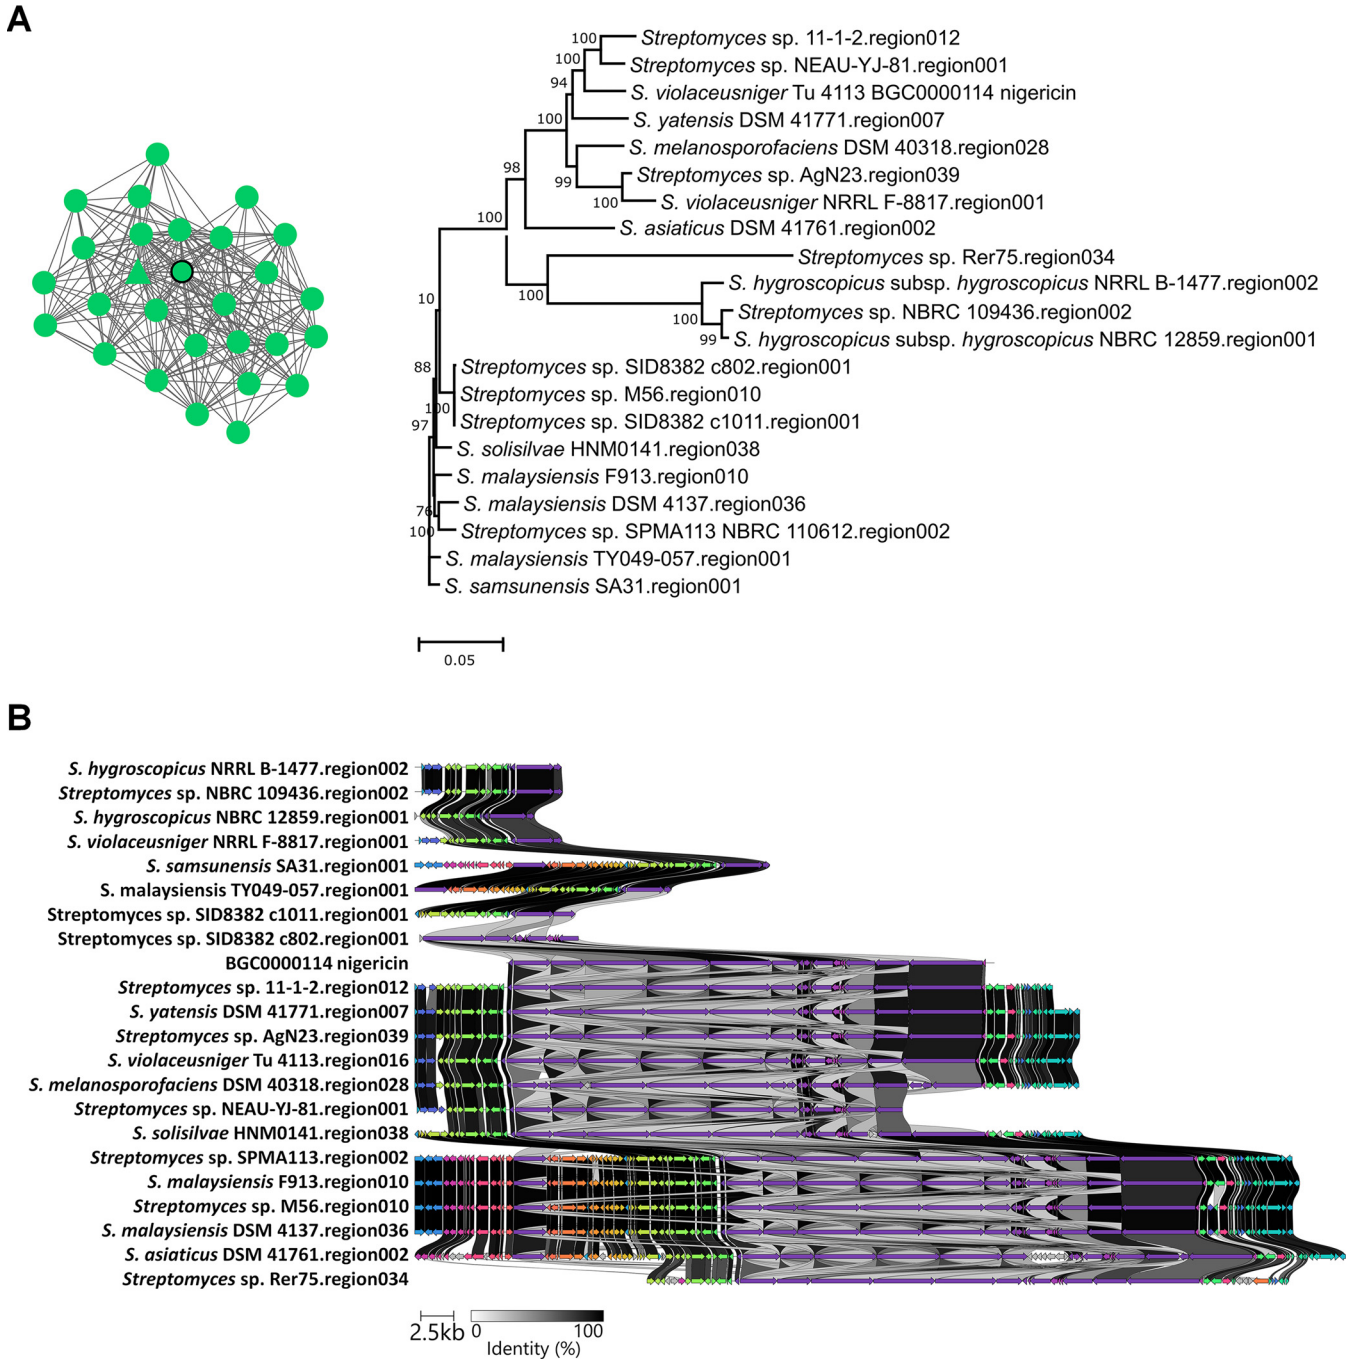 A
100 Streptomyces sp. 11-1-2.region012
100 Streptomyces sp. NEAU-YJ-81.region001
94 S. violaceusniger Tu 4113 BGC0000114 nigericin
100 S. yatensis DSM 41771.region007
S. melanosporofaciens DSM 40318.region028
98 99 Streptomyces sp. AgN23.region039
100 S. violaceusniger NRRL F-8817.region001
100 S. asiaticus DSM 41761.region002
Streptomyces sp. Rer75.region034
S. hygroscopicus subsp. hygroscopicus NRRL B-1477.region002
10 100 100 Streptomyces sp. NBRC 109436.region002
99 S. hygroscopicus subsp. hygroscopicus NBRC 12859.region001
88 Streptomyces sp. SID8382 c802.region001
Streptomyces sp. M56.region010
97 100 Streptomyces sp. SID8382 c1011.region001
S. solisilvae HNM0141.region038
S. malaysiensis F913.region010
76 S. malaysiensis DSM 4137.region036
100 Streptomyces sp. SPMA113 NBRC 110612.region002
S. malaysiensis TY049-057.region001
S. samsunensis SA31.region001
0.05
B
S. hygroscopicus NRRL B-1477.region002
Streptomyces sp. NBRC 109436.region002
S. hygroscopicus NBRC 12859.region001
S. violaceusniger NRRL F-8817.region001
S. samsunensis SA31.region001
S. malaysiensis TY049-057.region001
Streptomyces sp. SID8382 c1011.region001
Streptomyces sp. SID8382 c802.region001
BGC0000114 nigericin
Streptomyces sp. 11-1-2.region012
S. yatensis DSM 41771.region007
Streptomyces sp. AgN23.region039
S. violaceusniger Tu 4113.region016
S. melanosporofaciens DSM 40318.region028
Streptomyces sp. NEAU-YJ-81.region001
S. solisilvae HNM0141.region038
Streptomyces sp. SPMA113.region002
S. malaysiensis F913.region010
Streptomyces sp. M56.region010
S. malaysiensis DSM 4137.region036
S. asiaticus DSM 41761.region002
Streptomyces sp. Rer75.region034
2.5kb 0 100
Identity (%)